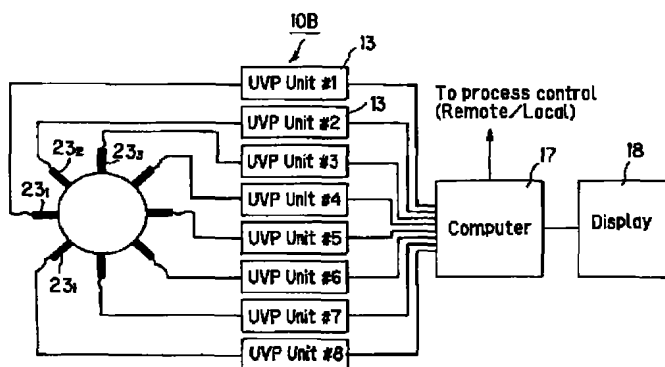 10B
13
UVP Unit #1
13
UVP Unit #2
UVP Unit #3
UVP Unit #4
UVP Unit #5
UVP Unit #6
UVP Unit #7
UVP Unit #8
23₂
23₃
23₁
To process control
(Remote/Local)
17
Computer
18
Display